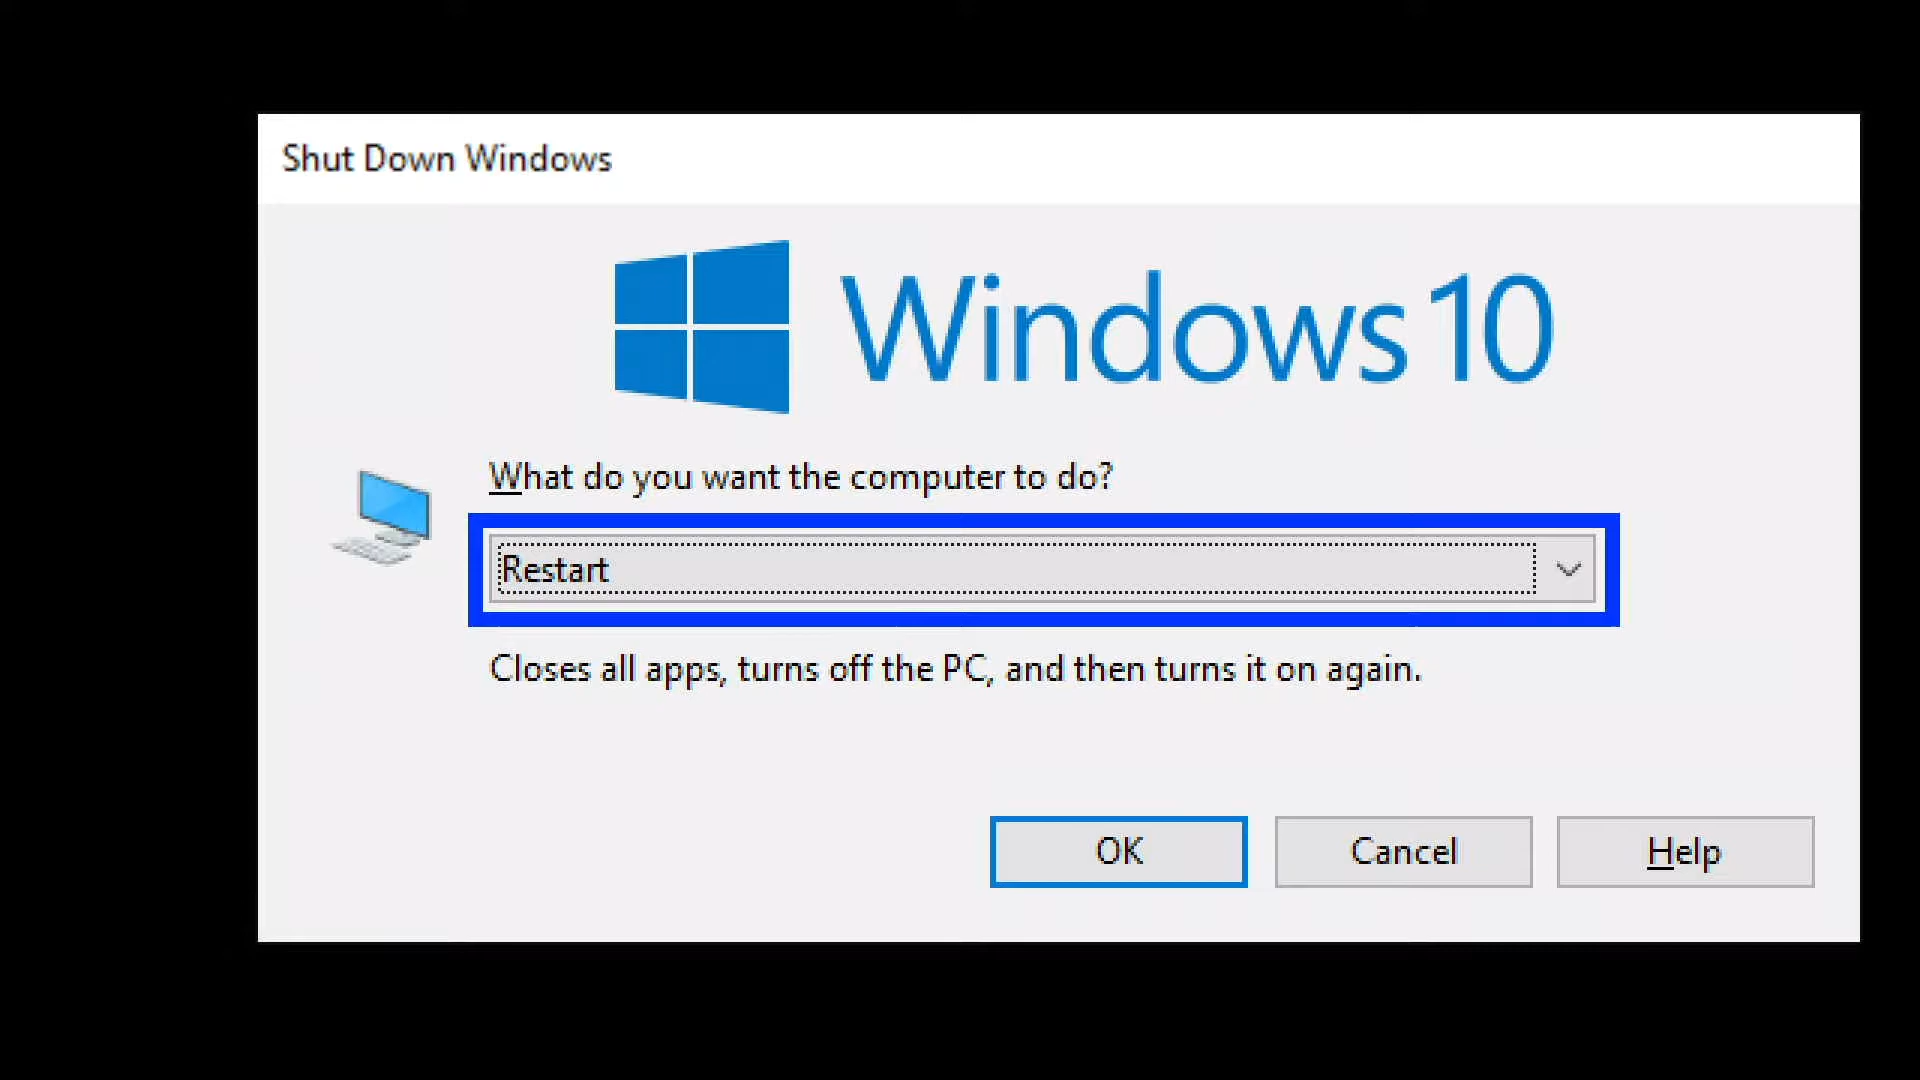 Shut Down Windows
Windows 10
What do you want the computer to do?
Restart
Closes all apps, turns off the PC, and then turns it on again.
OK
Cancel
Help